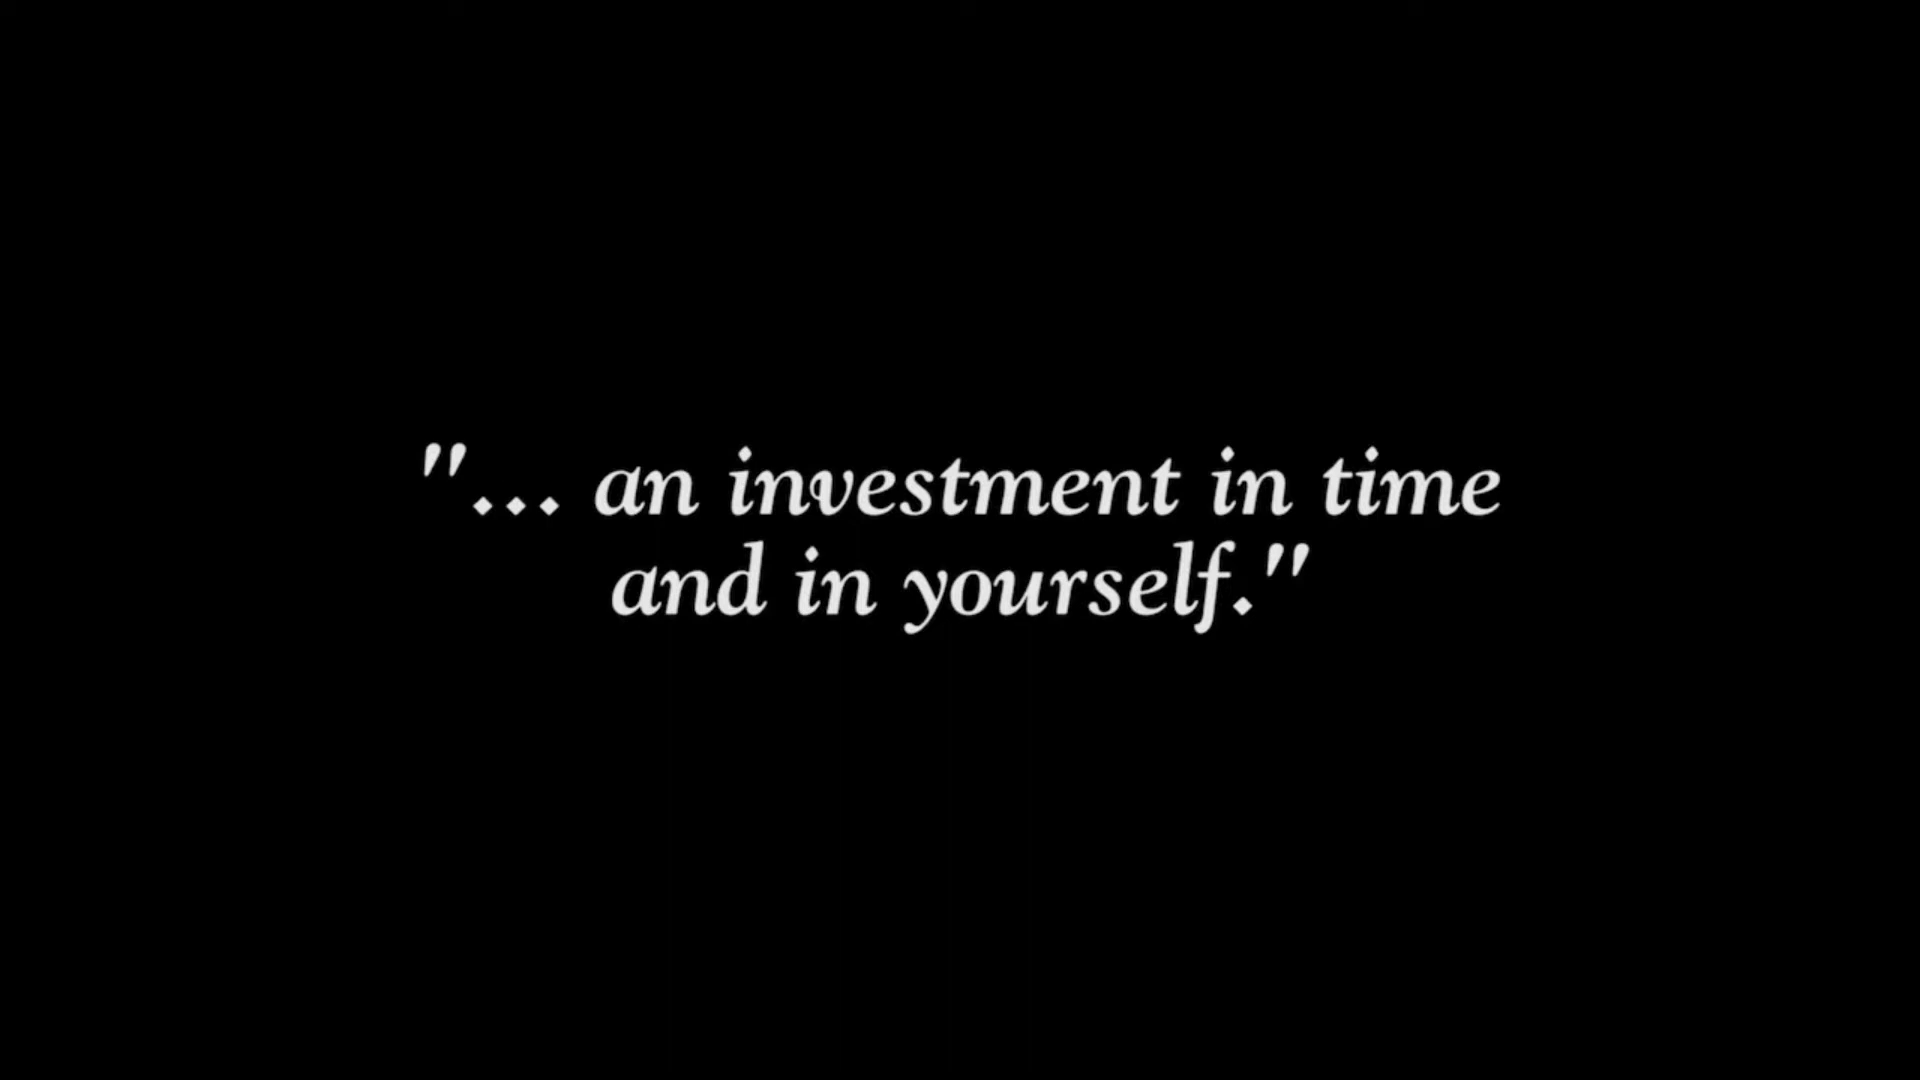 "... an investment in time
and in yourself."